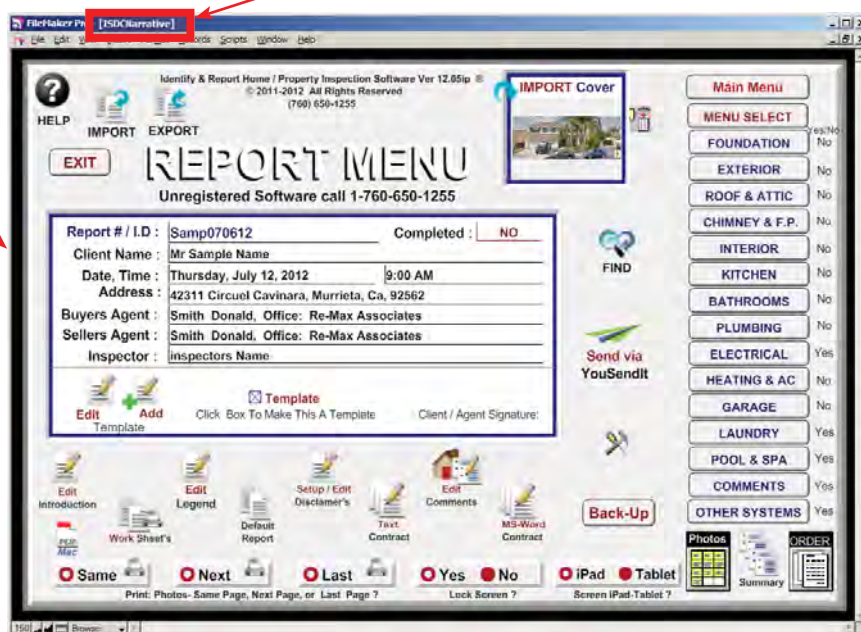 FileMaker Pro - [ISDCNarrative]
File Edit Records Scripts Window Help
Identify & Report Home / Property Inspection Software Ver 12.05ip ®
© 2011-2012 All Rights Reserved
(760) 650-1255
HELP
IMPORT
EXPORT
IMPORT Cover
EXIT
REPORT MENU
Unregistered Software call 1-760-650-1255
Report # / I.D : Samp070612 Completed : NO
Client Name : Mr Sample Name
Date, Time : Thursday, July 12, 2012 9:00 AM
Address : 42311 Circuel Cavinara, Murrieta, Ca, 92562
Buyers Agent : Smith Donald, Office: Re-Max Associates
Sellers Agent : Smith Donald, Office: Re-Max Associates
Inspector : inspectors Name
Edit Add
Template
Template
Click Box To Make This A Template
Client / Agent Signature:
FIND
Send via
YouSendIt
Back-Up
Edit
Introduction
Edit
Legend
Setup / Edit
Disclamer's
Edit
Comments
PDF
Mac
Work Sheet's
Default
Report
Text
Contract
MS-Word
Contract
Same Next Last Yes No iPad Tablet
Print: Photos- Same Page, Next Page, or Last Page ? Lock Screen ? Screen iPad-Tablet ?
Main Menu
MENU SELECT
Yes/No
FOUNDATION No
EXTERIOR No
ROOF & ATTIC No
CHIMNEY & F.P. No
INTERIOR No
KITCHEN No
BATHROOMS No
PLUMBING No
ELECTRICAL Yes
HEATING & AC No
GARAGE No
LAUNDRY Yes
POOL & SPA Yes
COMMENTS Yes
OTHER SYSTEMS Yes
Photos
Summary
ORDER
150 Browse